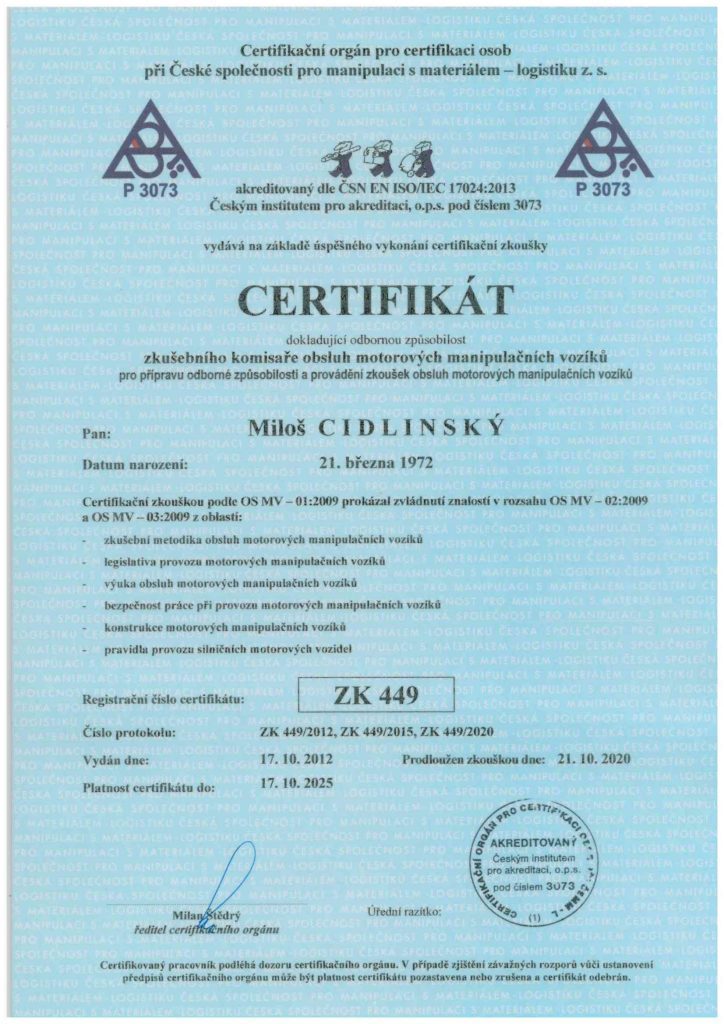 Certifikační orgán pro certifikaci osob
při České společnosti pro manipulaci s materiálem – logistiku z. s.
P 3073
P 3073
akreditovaný dle ČSN EN ISO/IEC 17024:2013
Českým institutem pro akreditaci, o.p.s. pod číslem 3073
vydává na základě úspěšného vykonání certifikační zkoušky
CERTIFIKÁT
dokladující odbornou způsobilost
zkušebního komisaře obsluh motorových manipulačních vozíků
pro přípravu odborné způsobilosti a provádění zkoušek obsluh motorových manipulačních vozíků
Pan: Miloš CIDLINSKÝ
Datum narození: 21. března 1972
Certifikační zkouškou podle OS MV – 01:2009 prokázal zvládnutí znalostí v rozsahu OS MV – 02:2009
a OS MV – 03:2009 z oblastí:
- zkušební metodika obsluh motorových manipulačních vozíků
- legislativa provozu motorových manipulačních vozíků
- výuka obsluh motorových manipulačních vozíků
- bezpečnost práce při provozu motorových manipulačních vozíků
- konstrukce motorových manipulačních vozíků
- pravidla provozu silničních motorových vozidel
Registrační číslo certifikátu: ZK 449
Číslo protokolu: ZK 449/2012, ZK 449/2015, ZK 449/2020
Vydán dne: 17. 10. 2012 Prodloužen zkouškou dne: 21. 10. 2020
Platnost certifikátu do: 17. 10. 2025
CERTIFIKAČNÍ ORGÁN PRO CERTIFIKACI
AKREDITOVANÝ
Českým institutem
pro akreditaci, o.p.s.
pod číslem 3073
(1)
Milan Štědrý
ředitel certifikačního orgánu
Úřední razítko:
Certifikovaný pracovník podléhá dozoru certifikačního orgánu. V případě zjištění závažných rozporů vůči ustanovení
předpisů certifikačního orgánu může být platnost certifikátu pozastavena nebo zrušena a certifikát odebrán.